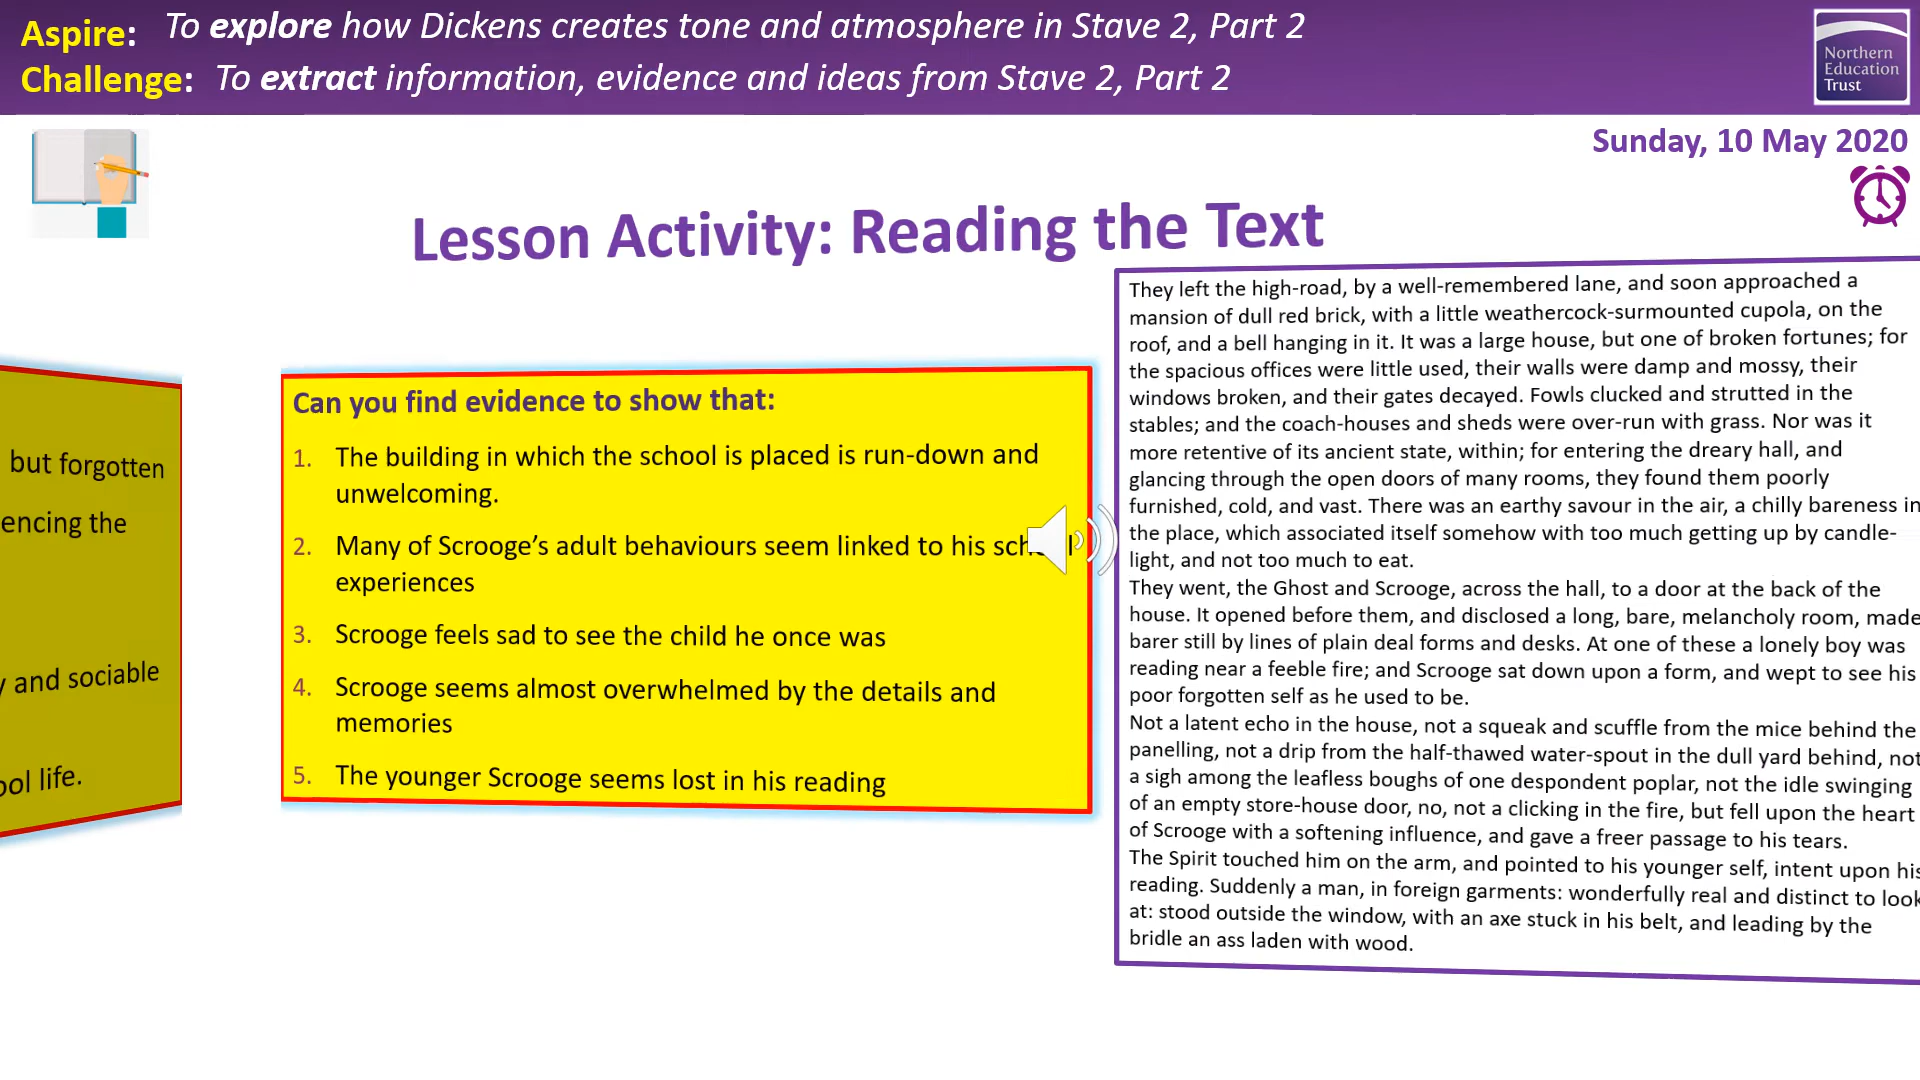 Aspire: To explore how Dickens creates tone and atmosphere in Stave 2, Part 2
Challenge: To extract information, evidence and ideas from Stave 2, Part 2
Northern
Education
Trust
Sunday, 10 May 2020
Lesson Activity: Reading the Text
but forgotten
encing the
y and sociable
ool life.
Can you find evidence to show that:
1. The building in which the school is placed is run-down and
unwelcoming.
2. Many of Scrooge's adult behaviours seem linked to his
experiences
3. Scrooge feels sad to see the child he once was
4. Scrooge seems almost overwhelmed by the details and
memories
5. The younger Scrooge seems lost in his reading
They left the high-road, by a well-remembered lane, and soon approached a
mansion of dull red brick, with a little weathercock-surmounted cupola, on the
roof, and a bell hanging in it. It was a large house, but one of broken fortunes; for
the spacious offices were little used, their walls were damp and mossy, their
windows broken, and their gates decayed. Fowls clucked and strutted in the
stables; and the coach-houses and sheds were over-run with grass. Nor was it
more retentive of its ancient state, within; for entering the dreary hall, and
glancing through the open doors of many rooms, they found them poorly
furnished, cold, and vast. There was an earthy savour in the air, a chilly bareness in
the place, which associated itself somehow with too much getting up by candle-
light, and not too much to eat.
They went, the Ghost and Scrooge, across the hall, to a door at the back of the
house. It opened before them, and disclosed a long, bare, melancholy room, made
barer still by lines of plain deal forms and desks. At one of these a lonely boy was
reading near a feeble fire; and Scrooge sat down upon a form, and wept to see his
poor forgotten self as he used to be.
Not a latent echo in the house, not a squeak and scuffle from the mice behind the
panelling, not a drip from the half-thawed water-spout in the dull yard behind, not
a sigh among the leafless boughs of one despondent poplar, not the idle swinging
of an empty store-house door, no, not a clicking in the fire, but fell upon the heart
of Scrooge with a softening influence, and gave a freer passage to his tears.
The Spirit touched him on the arm, and pointed to his younger self, intent upon his
reading. Suddenly a man, in foreign garments: wonderfully real and distinct to look
at: stood outside the window, with an axe stuck in his belt, and leading by the
bridle an ass laden with wood.